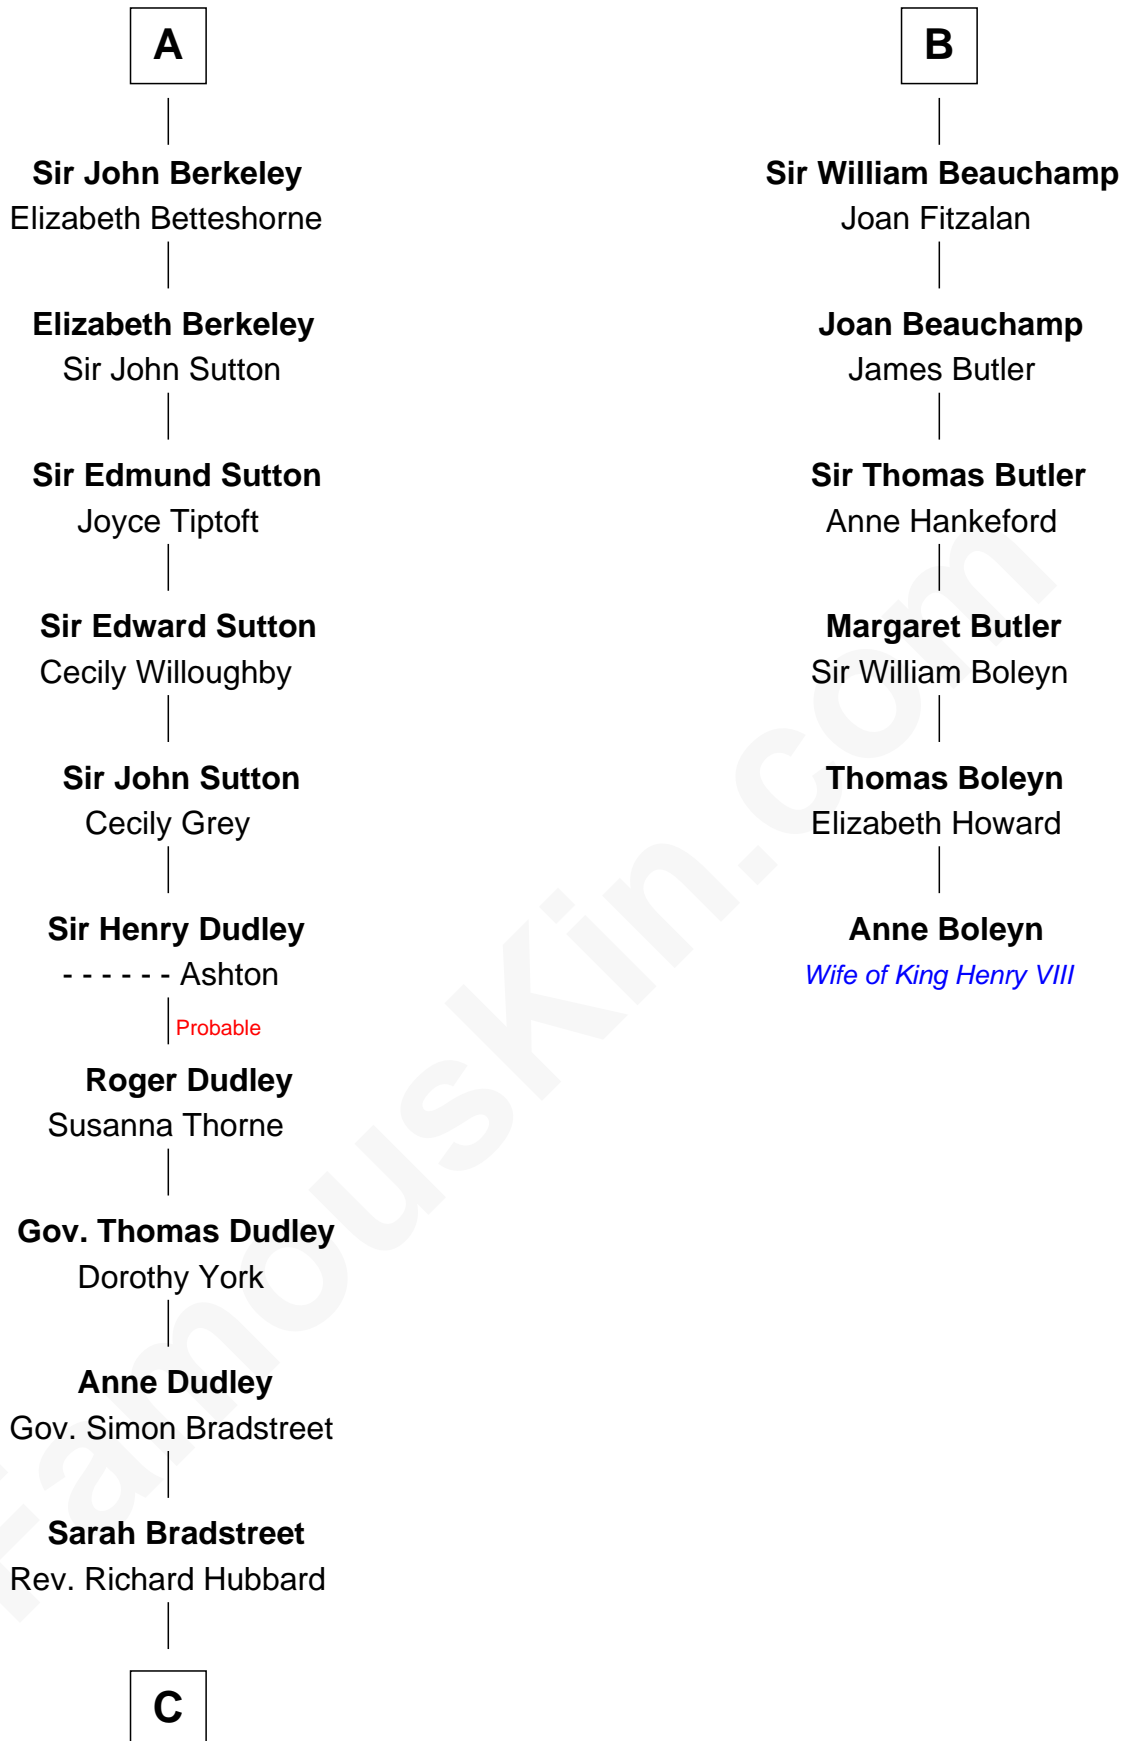 A
Sir John Berkeley
Elizabeth Betteshorne
Elizabeth Berkeley
Sir John Sutton
Sir Edmund Sutton
Joyce Tiptoft
Sir Edward Sutton
Cecily Willoughby
Sir John Sutton
Cecily Grey
Sir Henry Dudley
- - - - - - Ashton
Probable
Roger Dudley
Susanna Thorne
Gov. Thomas Dudley
Dorothy York
Anne Dudley
Gov. Simon Bradstreet
Sarah Bradstreet
Rev. Richard Hubbard
C
B
Sir William Beauchamp
Joan Fitzalan
Joan Beauchamp
James Butler
Sir Thomas Butler
Anne Hankeford
Margaret Butler
Sir William Boleyn
Thomas Boleyn
Elizabeth Howard
Anne Boleyn
Wife of King Henry VIII
FamousKin.com